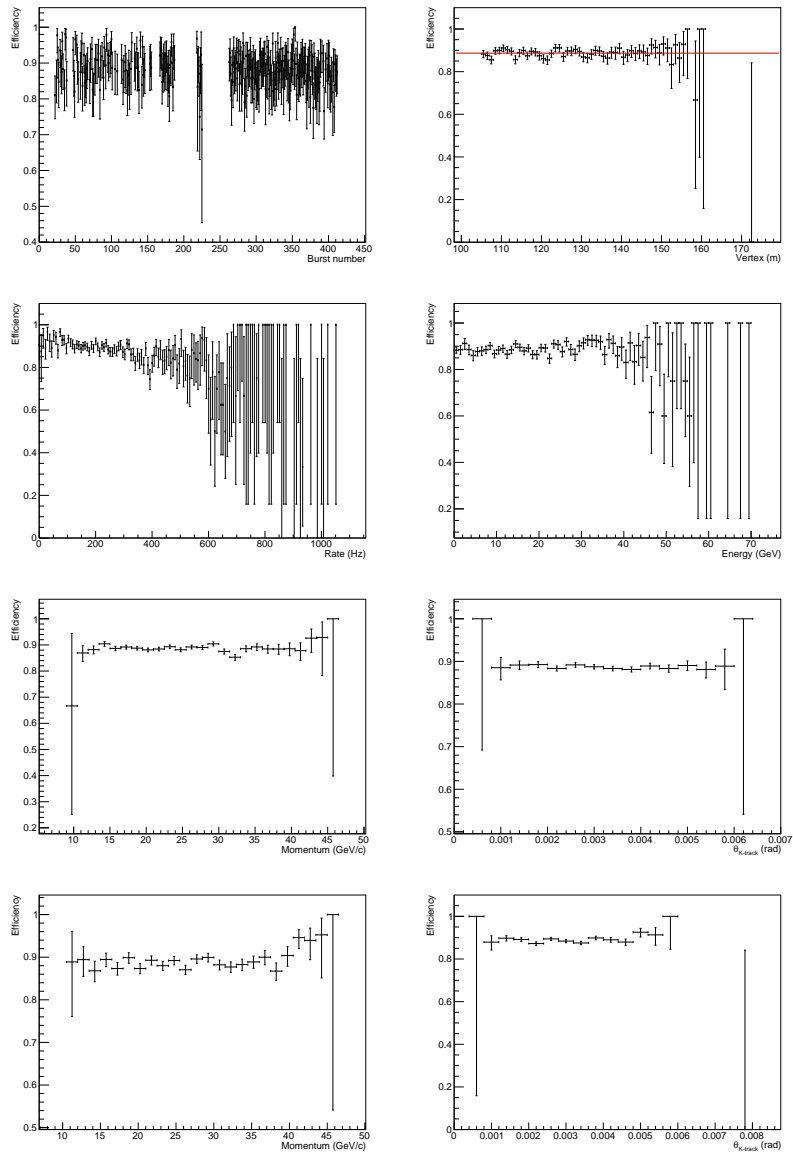 Efficiency
1
0.9
0.8
0.7
0.6
0.5
0.4
0 50 100 150 200 250 300 350 400 450
Burst number
Efficiency
1
0.8
0.6
0.4
0.2
0
100 110 120 130 140 150 160 170
Vertex (m)
Efficiency
1
0.8
0.6
0.4
0.2
0
0 200 400 600 800 1000
Rate (Hz)
Efficiency
1
0.8
0.6
0.4
0.2
0 10 20 30 40 50 60 70
Energy (GeV)
Efficiency
1
0.9
0.8
0.7
0.6
0.5
0.4
0.3
0.2
10 15 20 25 30 35 40 45 50
Momentum (GeV/c)
Efficiency
1
0.9
0.8
0.7
0.6
0.5
0 0.001 0.002 0.003 0.004 0.005 0.006 0.007
θK-track (rad)
Efficiency
1
0.9
0.8
0.7
0.6
0.5
10 15 20 25 30 35 40 45 50
Momentum (GeV/c)
Efficiency
1
0.8
0.6
0.4
0.2
0
0 0.001 0.002 0.003 0.004 0.005 0.006 0.007 0.008
θK-track (rad)